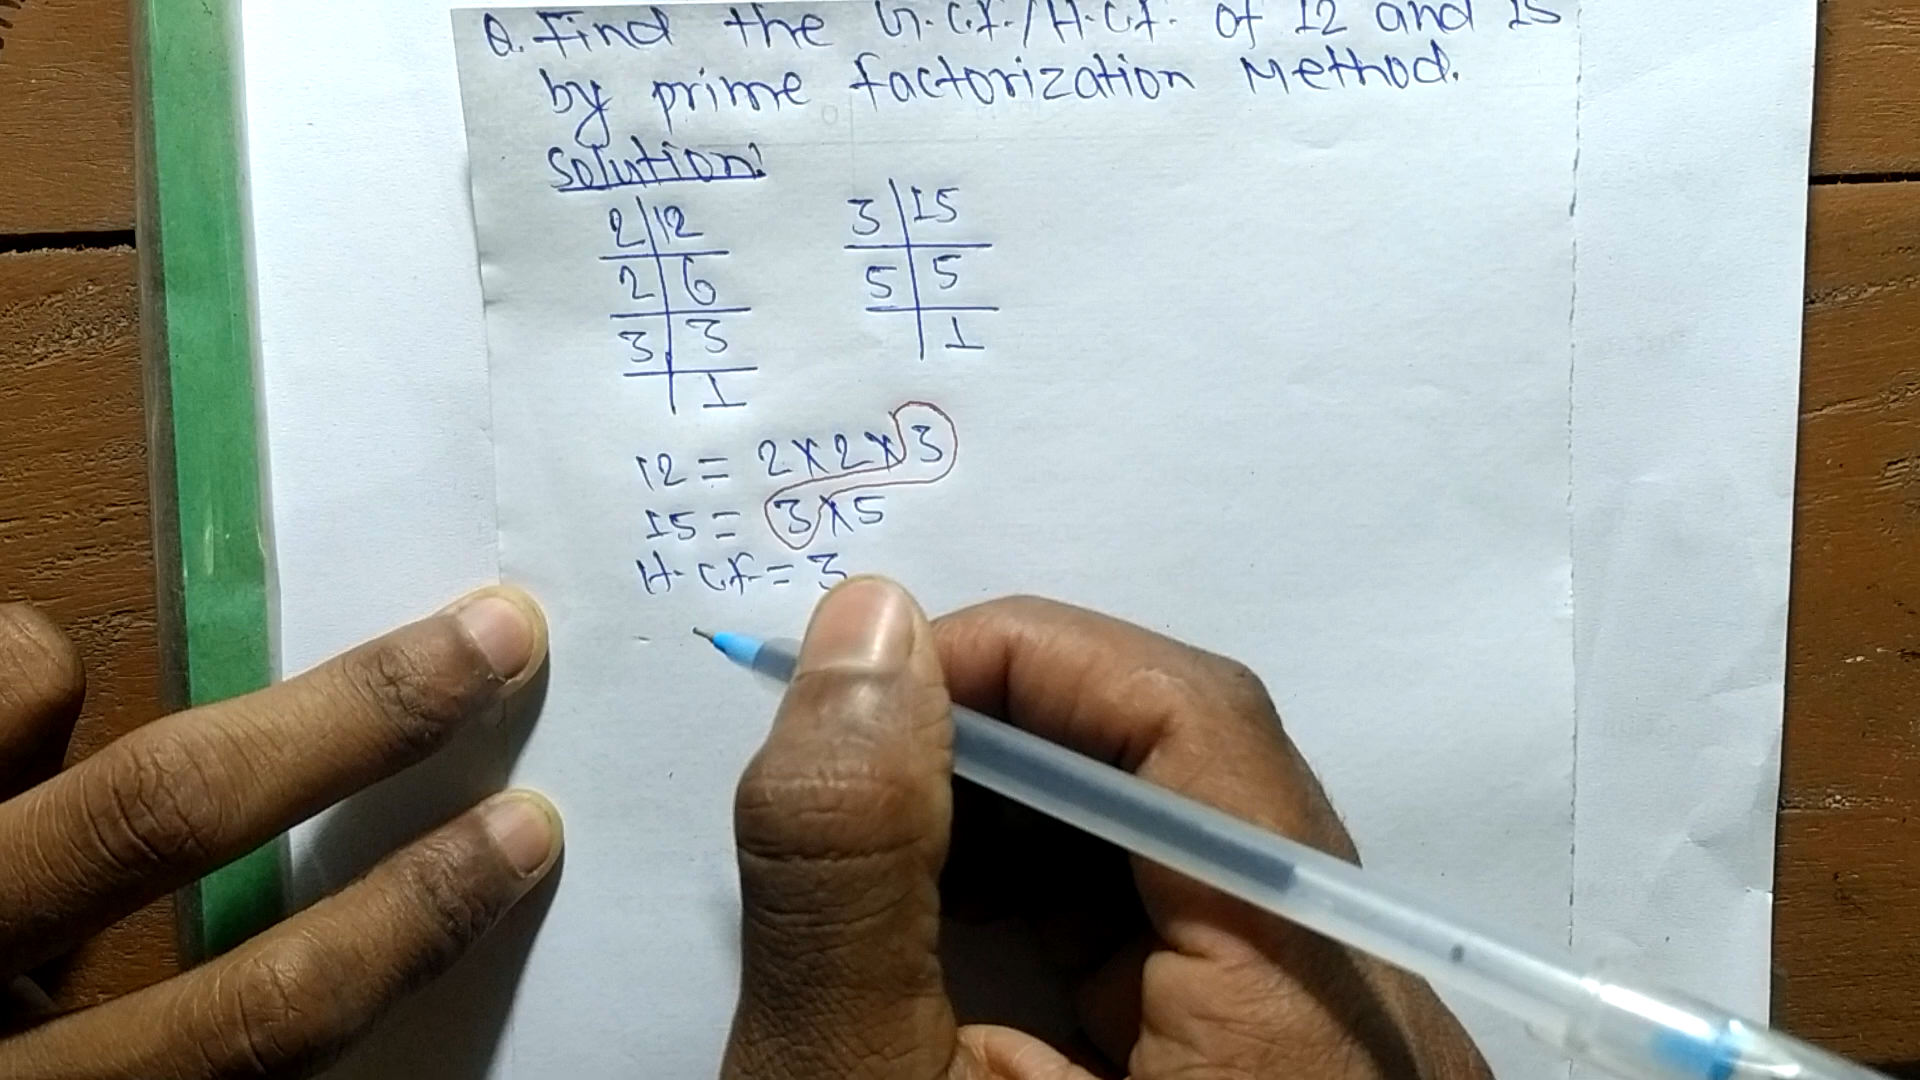 Q. Find the G.C.F./H.C.F. of 12 and 15
by prime factorization Method.
Solution:
2 | 12
2 | 6
3 | 3
1
3 | 15
5 | 5
1
12 = 2×2×3
15 = 3×5
H.C.F. = 3